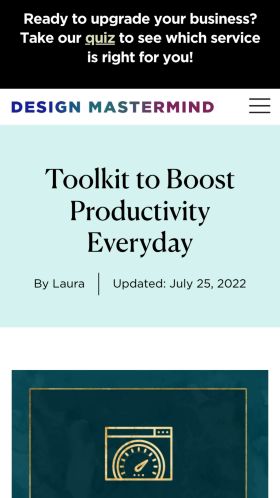 Ready to upgrade your business?
Take our quiz to see which service
is right for you!
DESIGN MASTERMIND
Toolkit to Boost
Productivity
Everyday
By Laura
Updated: July 25, 2022